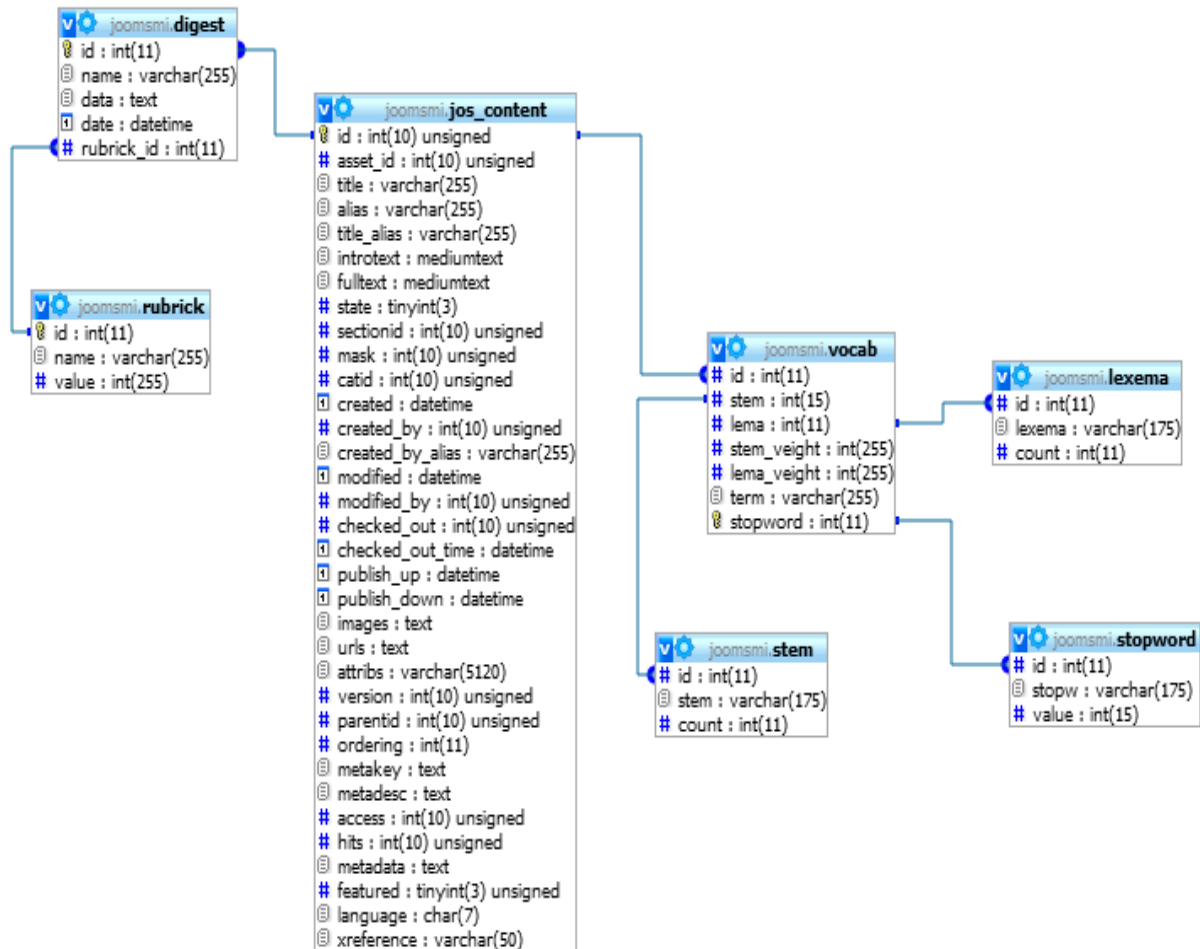 joomsmi.digest
id : int(11)
name : varchar(255)
data : text
date : datetime
rubrick_id : int(11)
joomsmi.rubrick
id : int(11)
name : varchar(255)
value : int(255)
joomsmi.jos_content
id : int(10) unsigned
asset_id : int(10) unsigned
title : varchar(255)
alias : varchar(255)
title_alias : varchar(255)
introtext : mediumtext
fulltext : mediumtext
state : tinyint(3)
sectionid : int(10) unsigned
mask : int(10) unsigned
catid : int(10) unsigned
created : datetime
created_by : int(10) unsigned
created_by_alias : varchar(255)
modified : datetime
modified_by : int(10) unsigned
checked_out : int(10) unsigned
checked_out_time : datetime
publish_up : datetime
publish_down : datetime
images : text
urls : text
attribs : varchar(5120)
version : int(10) unsigned
parentid : int(10) unsigned
ordering : int(11)
metakey : text
metadesc : text
access : int(10) unsigned
hits : int(10) unsigned
metadata : text
featured : tinyint(3) unsigned
language : char(7)
xreference : varchar(50)
joomsmi.vocab
id : int(11)
stem : int(15)
lema : int(11)
stem_veight : int(255)
lema_veight : int(255)
term : varchar(255)
stopword : int(11)
joomsmi.lexema
id : int(11)
lexema : varchar(175)
count : int(11)
joomsmi.stem
id : int(11)
stem : varchar(175)
count : int(11)
joomsmi.stopword
id : int(11)
stopw : varchar(175)
value : int(15)